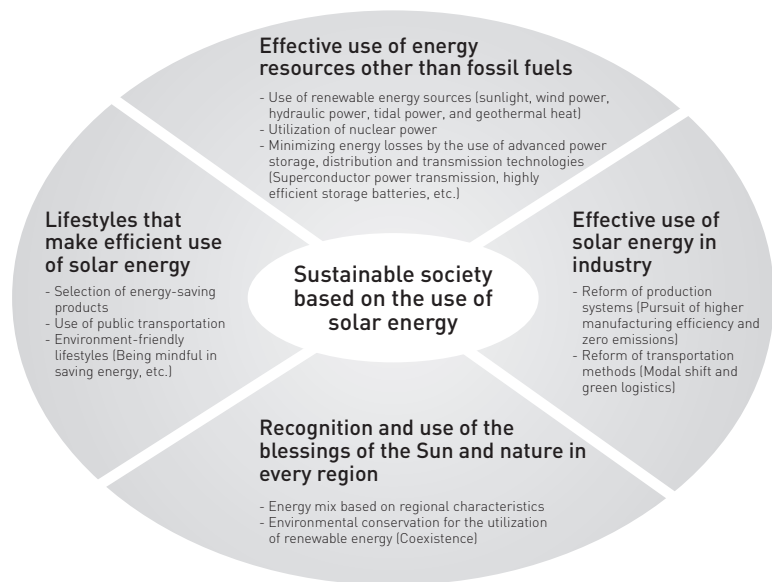 Effective use of energy
resources other than fossil fuels
- Use of renewable energy sources (sunlight, wind power,
hydraulic power, tidal power, and geothermal heat)
- Utilization of nuclear power
- Minimizing energy losses by the use of advanced power
storage, distribution and transmission technologies
(Superconductor power transmission, highly
efficient storage batteries, etc.)
Lifestyles that
make efficient use
of solar energy
- Selection of energy-saving
products
- Use of public transportation
- Environment-friendly
lifestyles (Being mindful in
saving energy, etc.)
Sustainable society
based on the use of
solar energy
Effective use of
solar energy in
industry
- Reform of production
systems (Pursuit of higher
manufacturing efficiency and
zero emissions)
- Reform of transportation
methods (Modal shift and
green logistics)
Recognition and use of the
blessings of the Sun and nature in
every region
- Energy mix based on regional characteristics
- Environmental conservation for the utilization
of renewable energy (Coexistence)